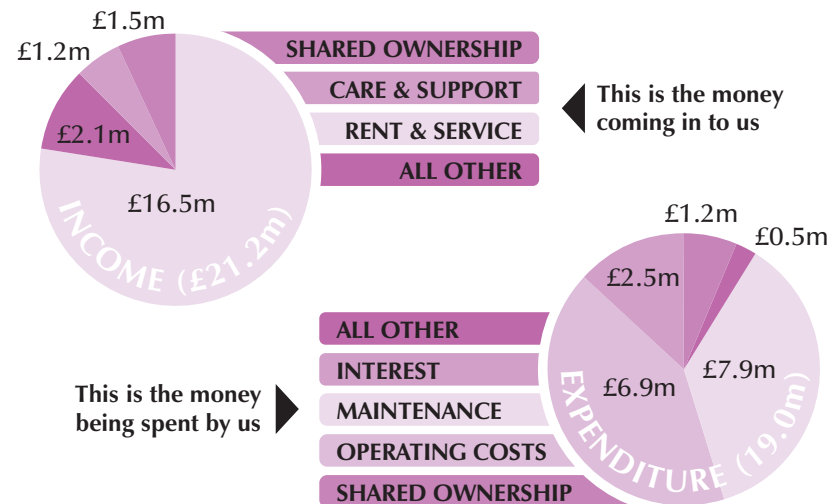 £1.5m
£1.2m
£2.1m
£16.5m
INCOME (£21.2m)
SHARED OWNERSHIP
CARE & SUPPORT
RENT & SERVICE
ALL OTHER
This is the money
coming in to us
£1.2m
£0.5m
£2.5m
£6.9m
£7.9m
EXPENDITURE (19.0m)
ALL OTHER
INTEREST
MAINTENANCE
OPERATING COSTS
SHARED OWNERSHIP
This is the money
being spent by us